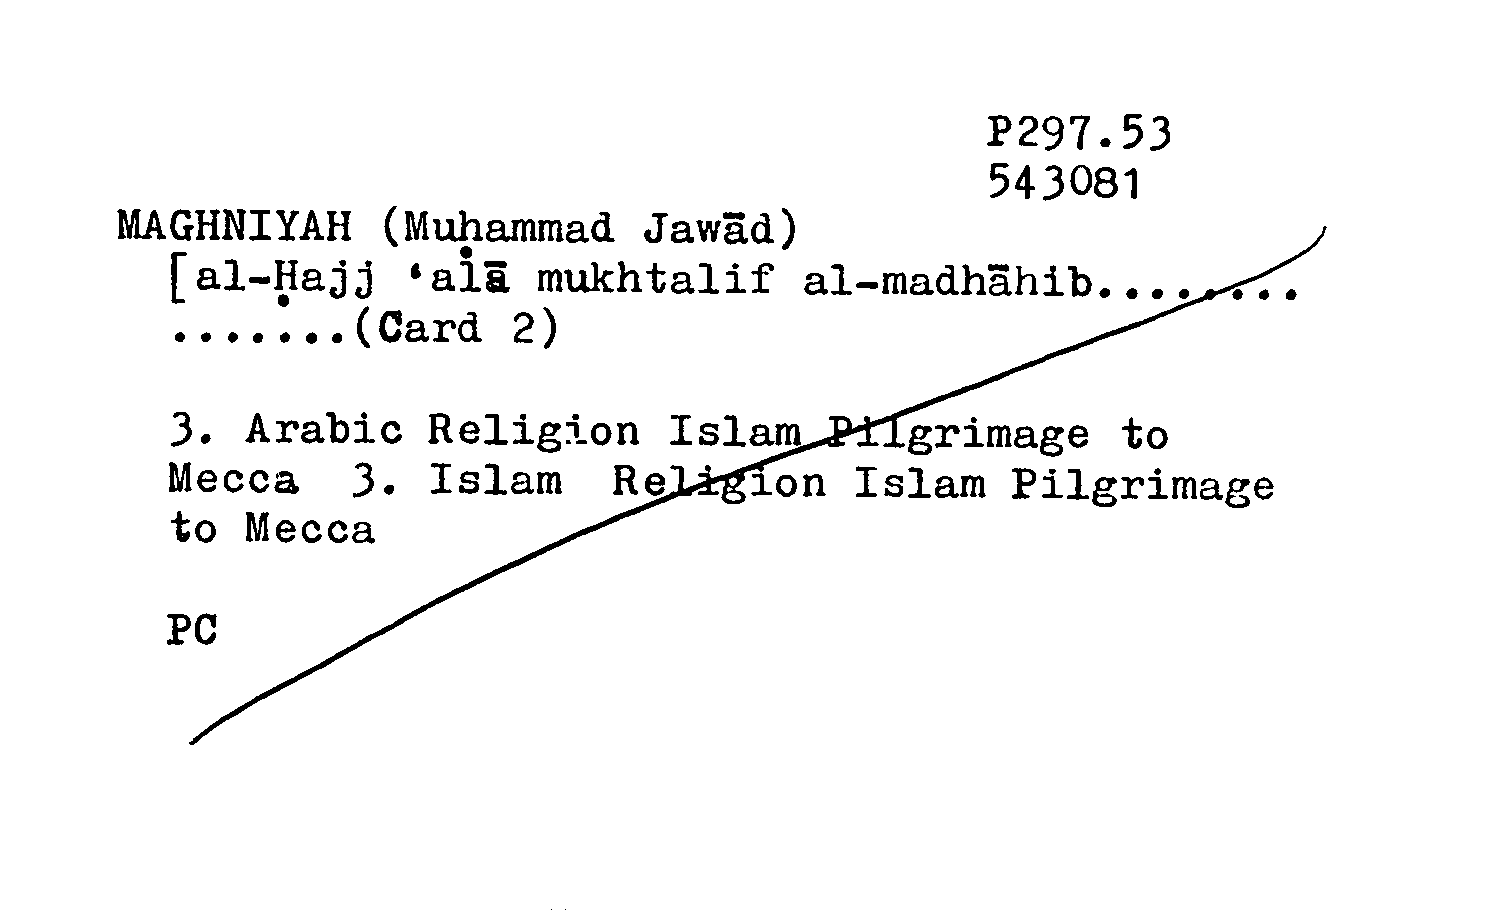 P297.53
543081
MAGHNIYAH (Muḥammad Jawād)
[al-Ḥajj ‘alā mukhtalif al-madhāhib........
.......(Card 2)
3. Arabic Religion Islam Pilgrimage to
Mecca 3. Islam Religion Islam Pilgrimage
to Mecca
PC